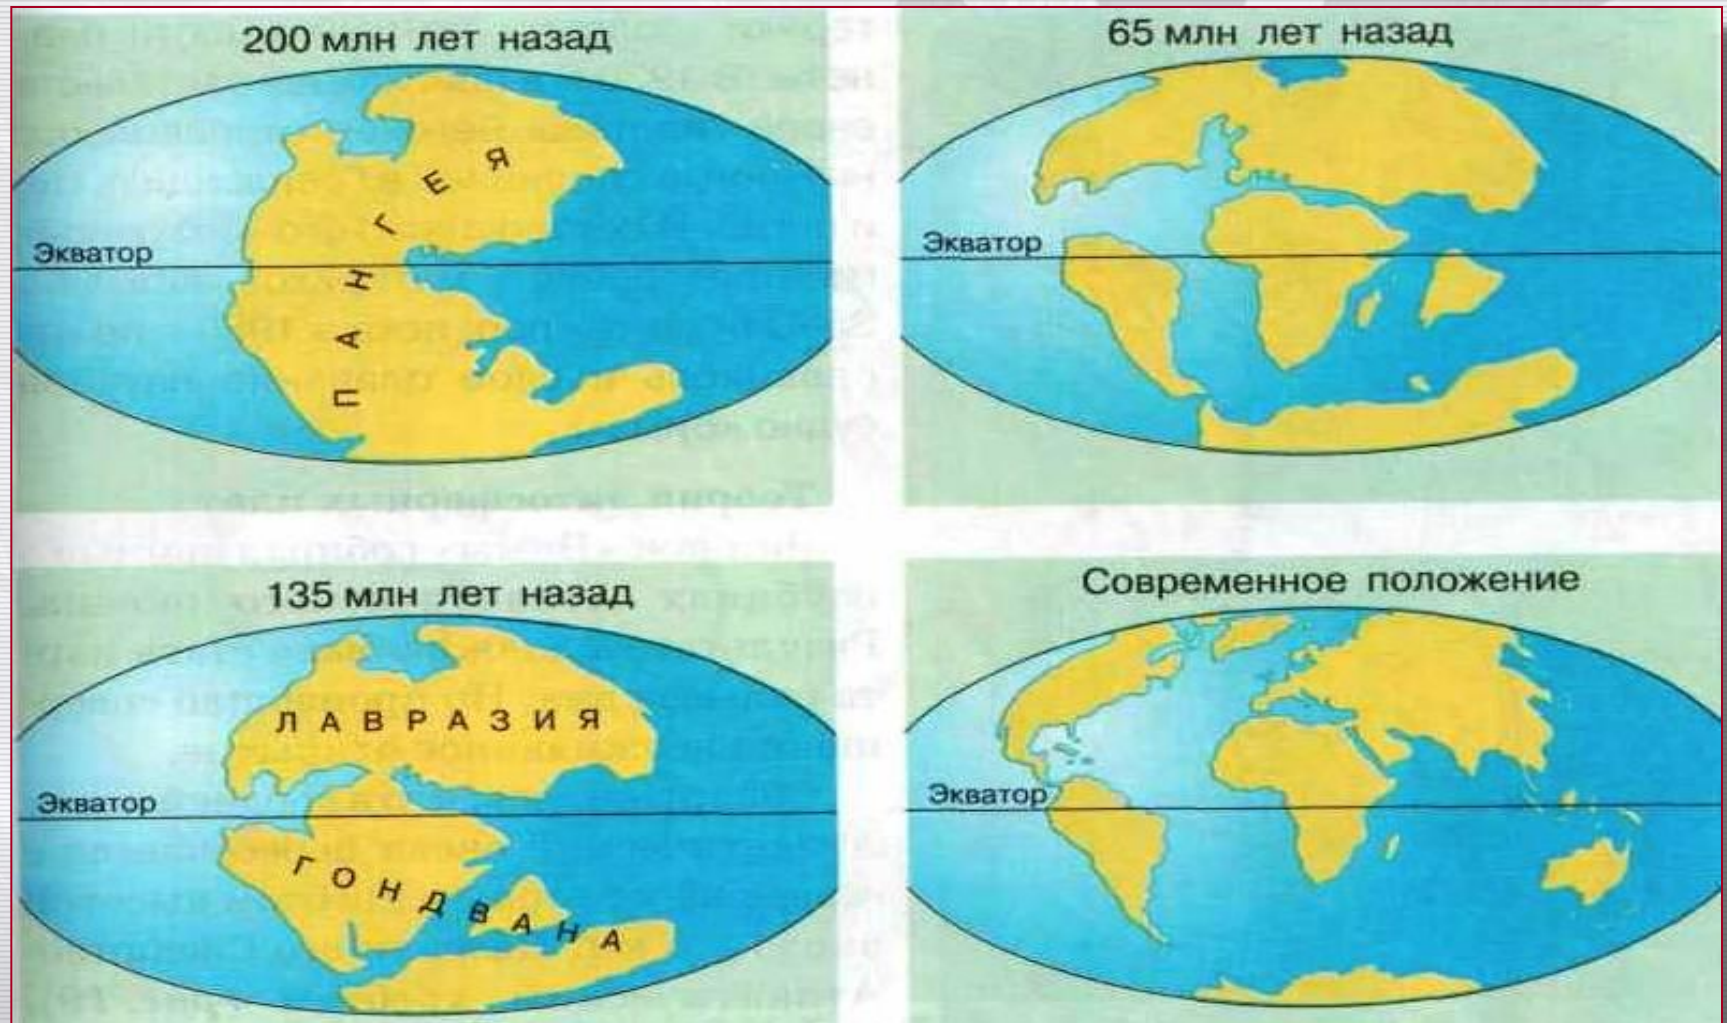 200 млн лет назад
ПАНГЕЯ
Экватор
65 млн лет назад
Экватор
135 млн лет назад
ЛАВРАЗИЯ
Экватор
ГОНДВАНА
Современное положение
Экватор